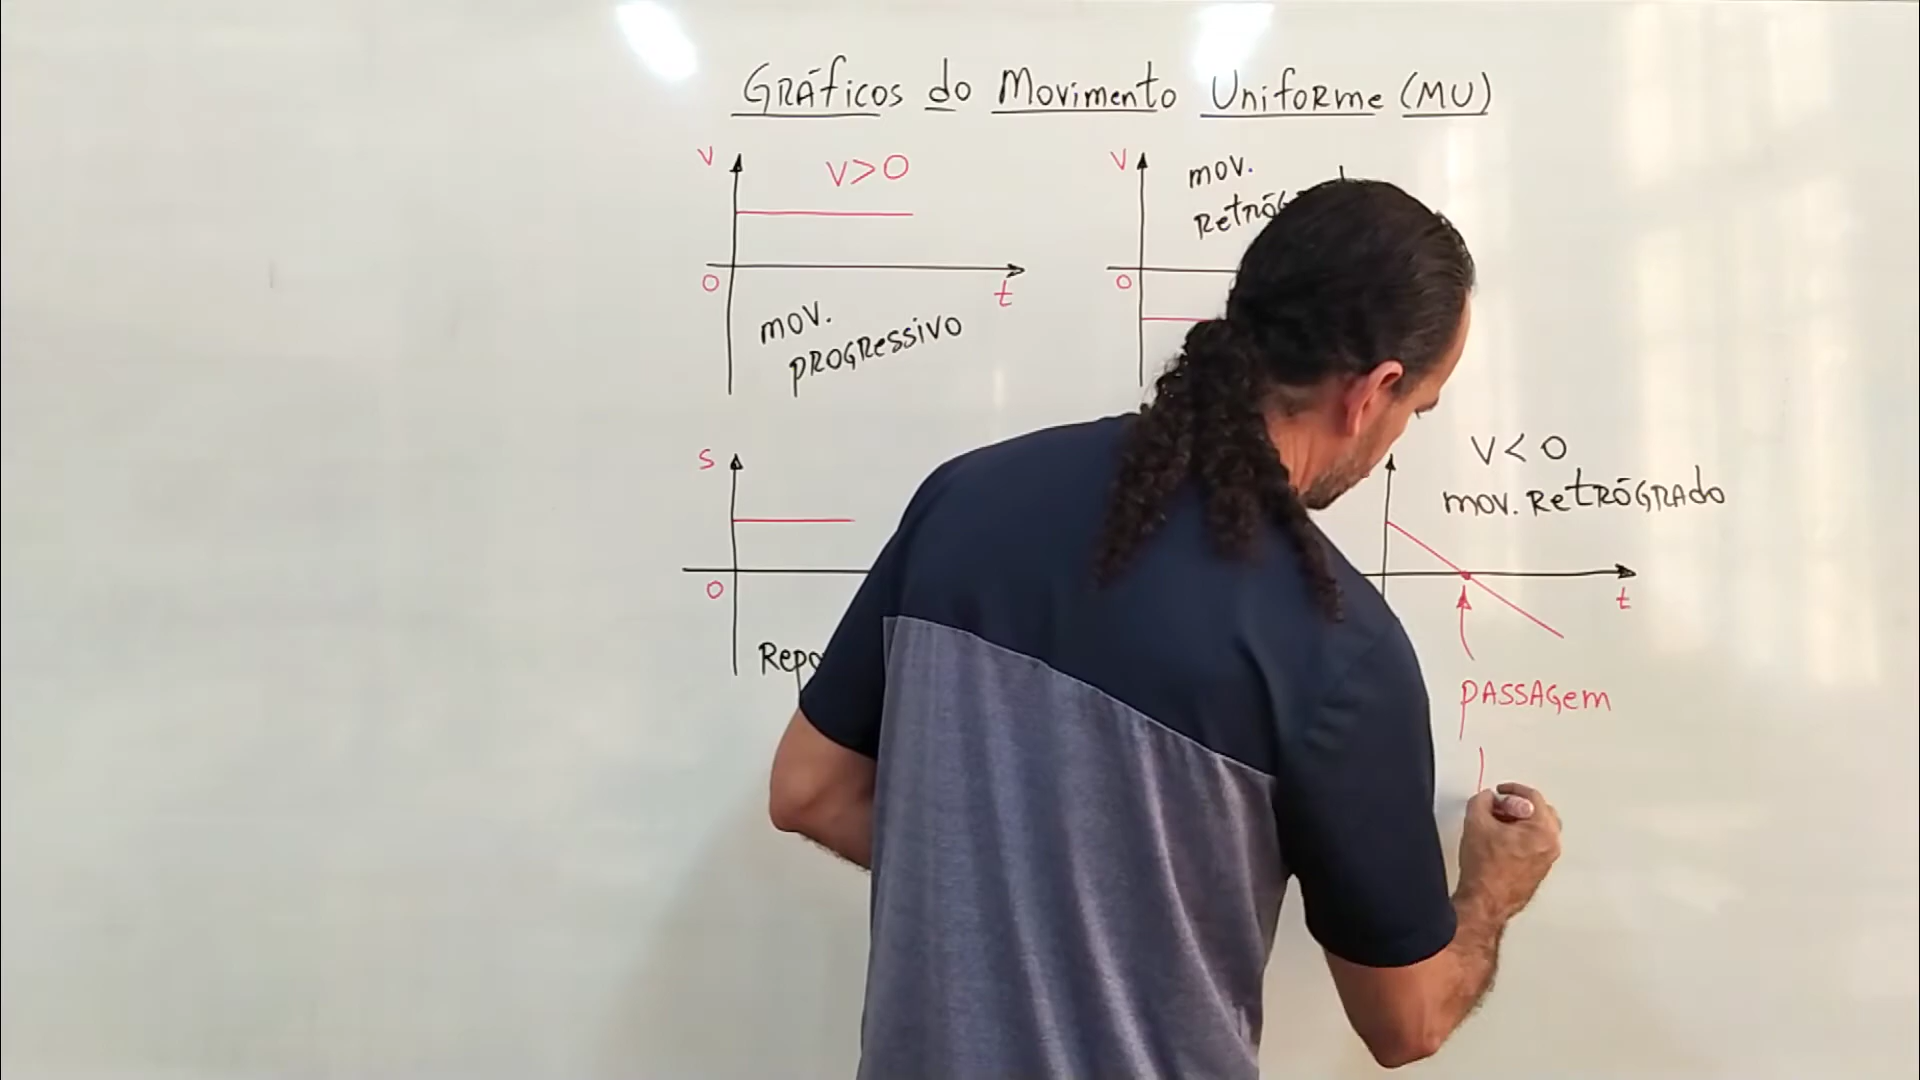 Gráficos do Movimento Uniforme (MU)
V
V>0
0
t
mov.
progressivo
V
mov.
0
S
0
V<0
mov. Retrógrado
t
passagem